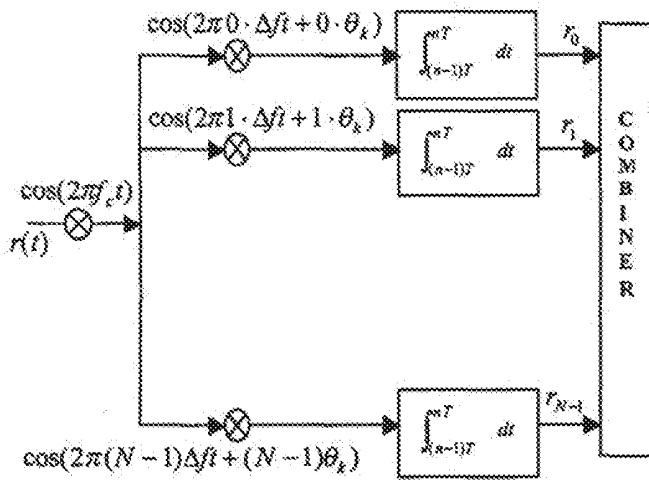 cos(2π0·Δft+0·θ_k)
∫_{(n-1)T}^{nT} dt
r_0
cos(2π1·Δft+1·θ_k)
∫_{(n-1)T}^{nT} dt
r_1
cos(2πf_c t)
r(t)
COMBINER
∫_{(n-1)T}^{nT} dt
r_{N-1}
cos(2π(N-1)Δft+(N-1)θ_k)